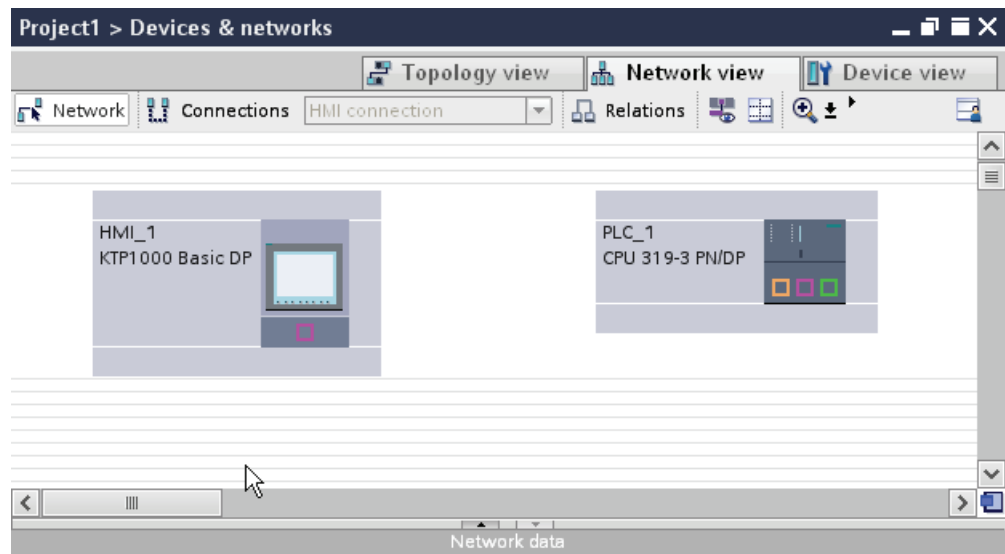 Project1 > Devices & networks
Topology view Network view Device view
Network Connections HMI connection Relations
HMI_1
KTP1000 Basic DP
PLC_1
CPU 319-3 PN/DP
Network data